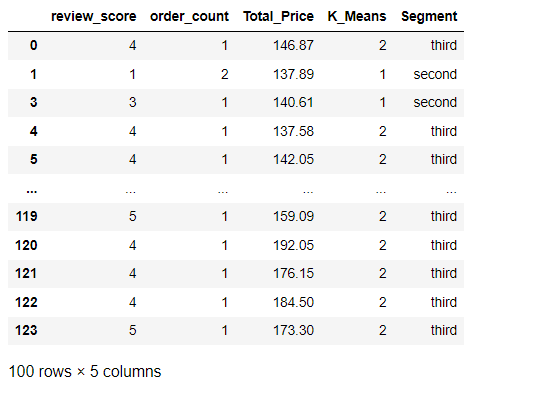 review_score order_count Total_Price K_Means Segment
0 4 1 146.87 2 third
1 1 2 137.89 1 second
3 3 1 140.61 1 second
4 4 1 137.58 2 third
5 4 1 142.05 2 third
... ... ... ... ... ...
119 5 1 159.09 2 third
120 4 1 192.05 2 third
121 4 1 176.15 2 third
122 4 1 184.50 2 third
123 5 1 173.30 2 third
100 rows × 5 columns